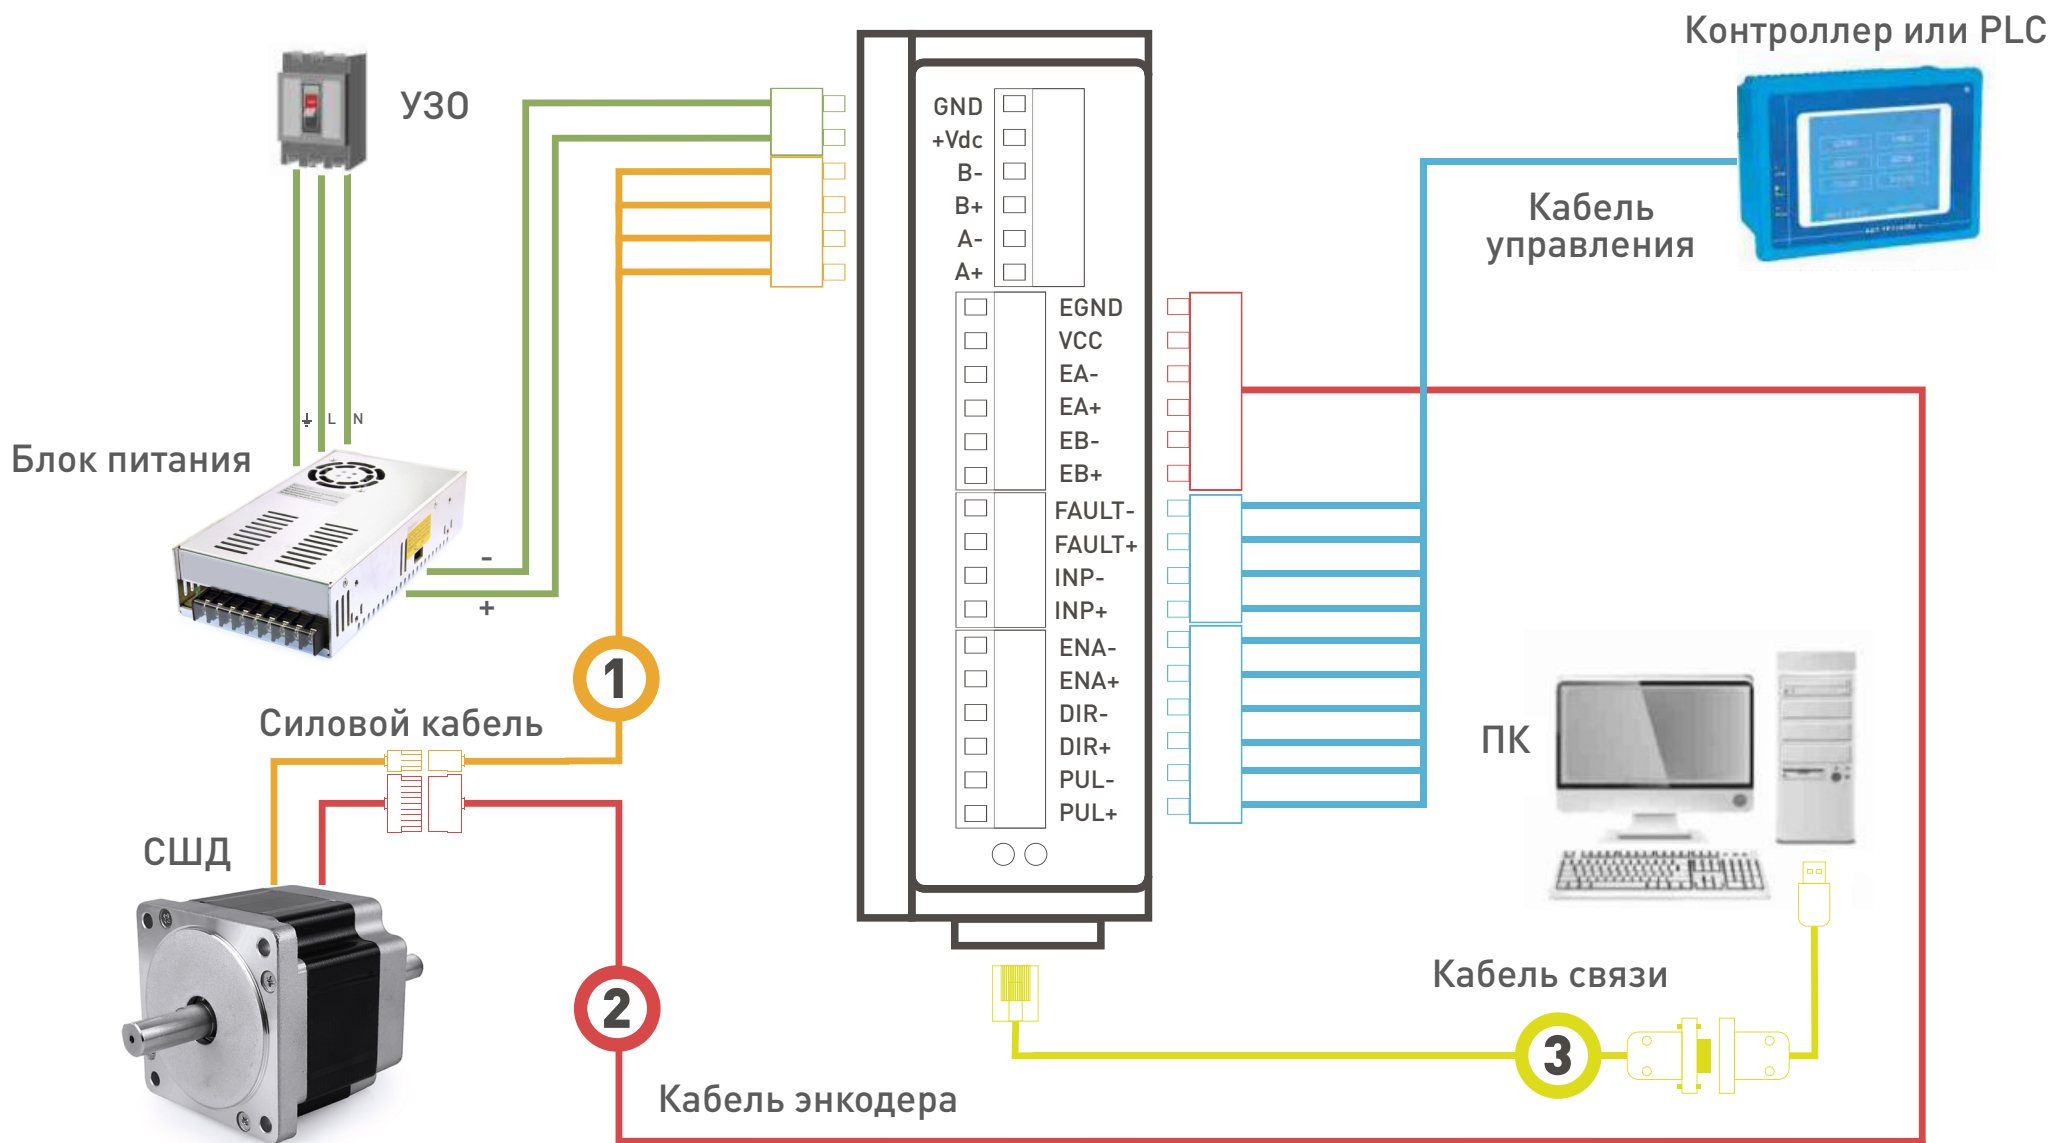 Контроллер или PLC
УЗО
GND
+Vdc
B-
B+
A-
A+
Кабель
управления
EGND
VCC
EA-
EA+
EB-
EB+
L
N
Блок питания
-
+
FAULT-
FAULT+
INP-
INP+
ENA-
ENA+
DIR-
DIR+
PUL-
PUL+
1
Силовой кабель
ПК
СШД
2
Кабель связи
3
Кабель энкодера